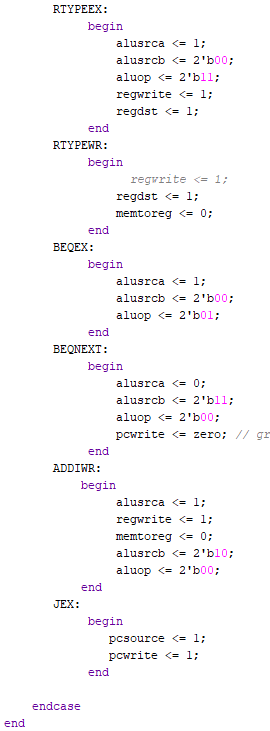 RTYPEEX:
begin
alusrca <= 1;
alusrcb <= 2'b00;
aluop <= 2'b11;
regwrite <= 1;
regdst <= 1;
end
RTYPEWR:
begin
regwrite <= 1;
regdst <= 1;
memtoreg <= 0;
end
BEQEX:
begin
alusrca <= 1;
alusrcb <= 2'b00;
aluop <= 2'b01;
end
BEQNEXT:
begin
alusrca <= 0;
alusrcb <= 2'b11;
aluop <= 2'b00;
pcwrite <= zero; // gr
end
ADDIWR:
begin
alusrca <= 1;
regwrite <= 1;
memtoreg <= 0;
alusrcb <= 2'b10;
aluop <= 2'b00;
end
JEX:
begin
pcsource <= 1;
pcwrite <= 1;
end
endcase
end